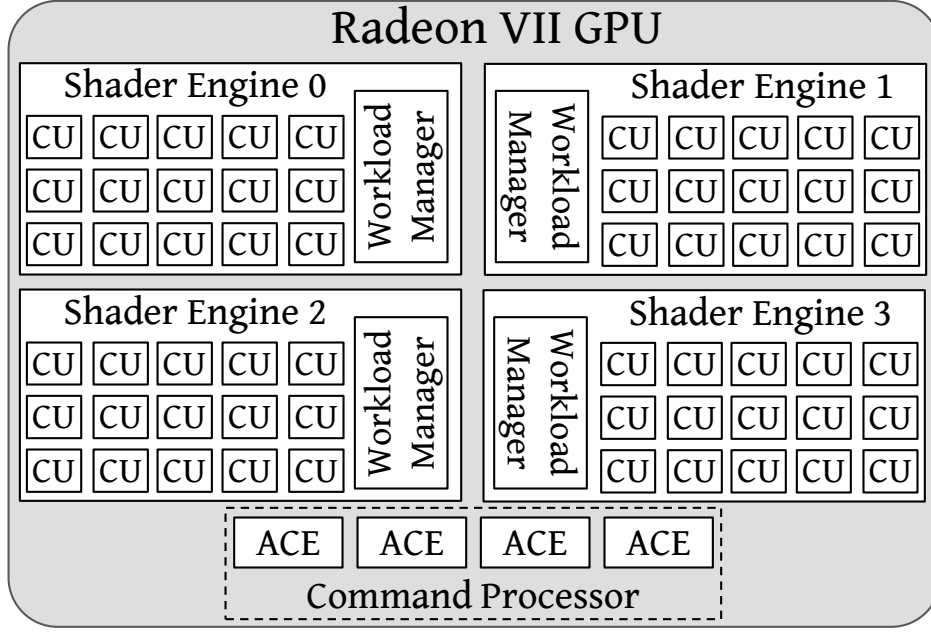 Radeon VII GPU
Shader Engine 0
CU CU CU CU CU
CU CU CU CU CU
CU CU CU CU CU
Workload
Manager
Shader Engine 1
Workload
Manager
CU CU CU CU CU
CU CU CU CU CU
CU CU CU CU CU
Shader Engine 2
CU CU CU CU CU
CU CU CU CU CU
CU CU CU CU CU
Workload
Manager
Shader Engine 3
Workload
Manager
CU CU CU CU CU
CU CU CU CU CU
CU CU CU CU CU
ACE ACE ACE ACE
Command Processor